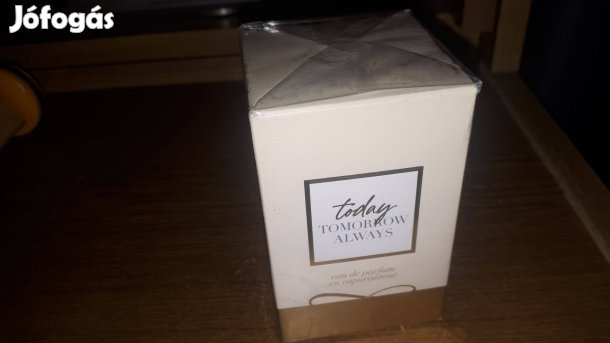 Jófogás
today
TOMORROW
ALWAYS
eau de parfum
en vaporisateur